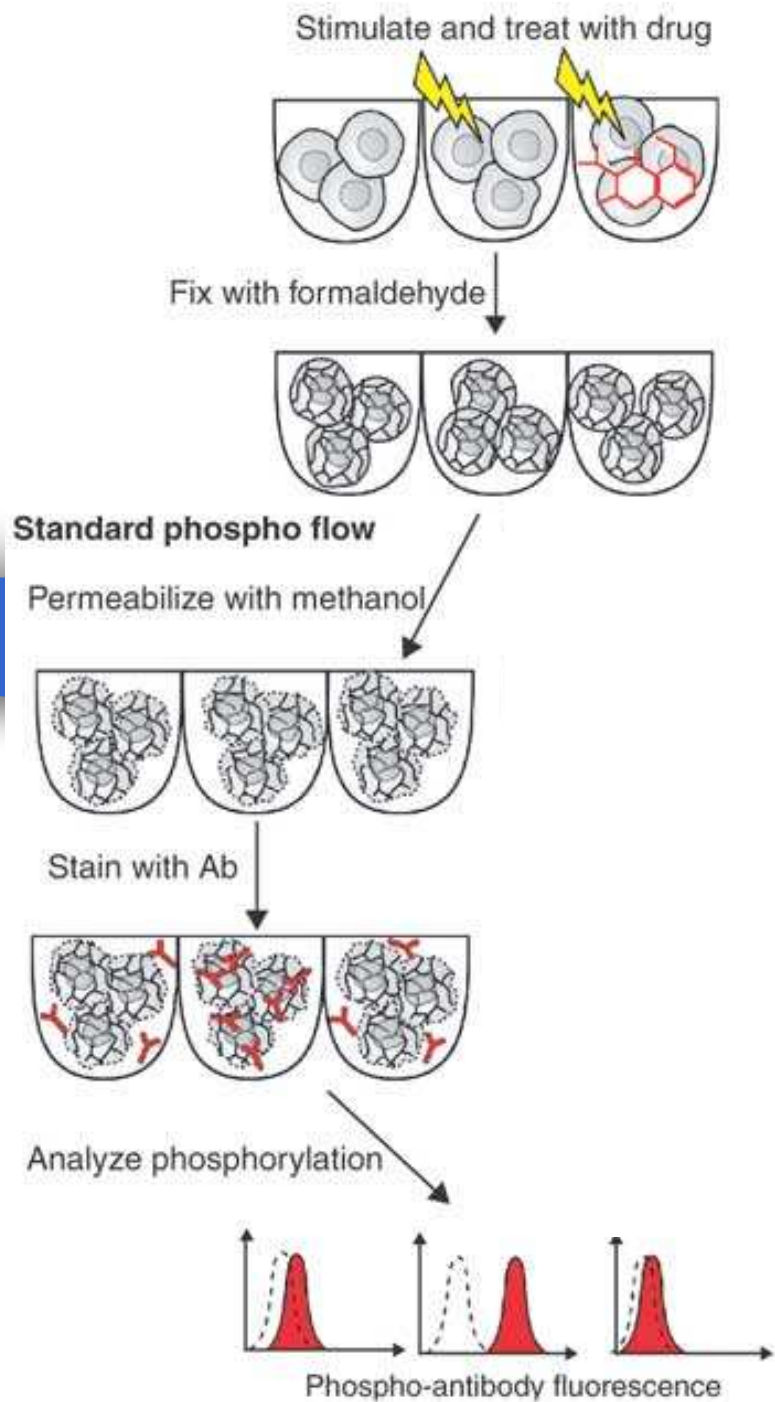 Stimulate and treat with drug
Fix with formaldehyde
Standard phospho flow
Permeabilize with methanol
Stain with Ab
Analyze phosphorylation
Phospho-antibody fluorescence